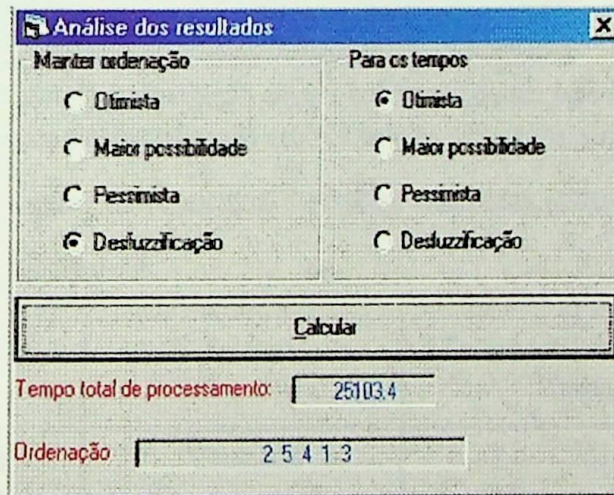 Análise dos resultados
Manter ordenação
Otimista
Maior possibilidade
Pessimista
Desfuzzificação
Para os tempos
Otimista
Maior possibilidade
Pessimista
Desfuzzificação
Calcular
Tempo total de processamento: 25103.4
Ordenação 2 5 4 1 3